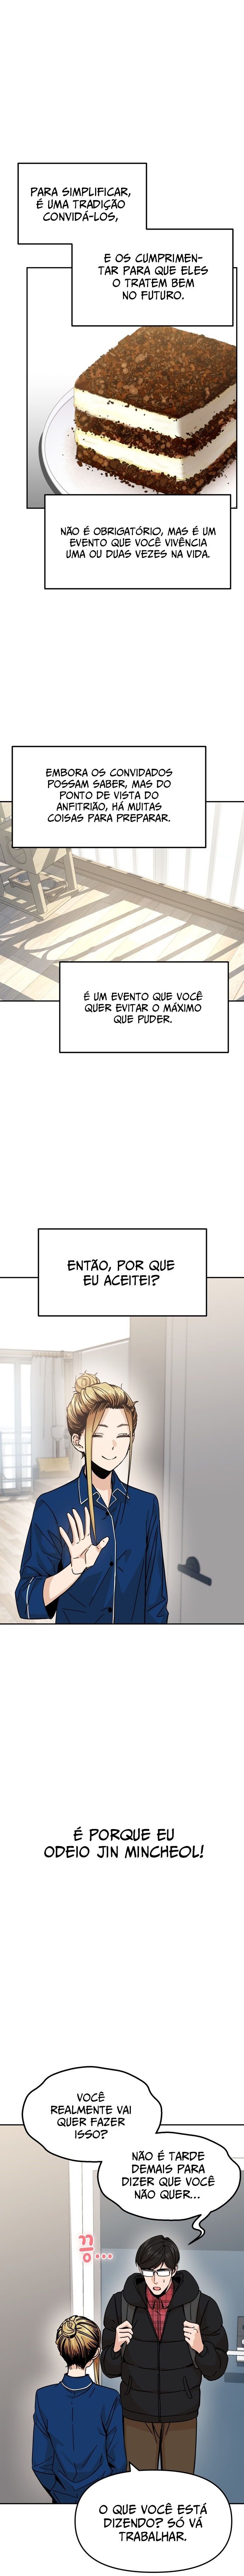 PARA SIMPLIFICAR,
É UMA TRADIÇÃO
CONVIDÁ-LOS,
E OS CUMPRIMEN-
TAR PARA QUE ELES
O TRATEM BEM
NO FUTURO.
NÃO É OBRIGATÓRIO, MAS É UM
EVENTO QUE VOCÊ VIVÊNCIA
UMA OU DUAS VEZES NA VIDA.
EMBORA OS CONVIDADOS
POSSAM SABER, MAS DO
PONTO DE VISTA DO
ANFITRIÃO, HÁ MUITAS
COISAS PARA PREPARAR.
É UM EVENTO QUE VOCÊ
QUER EVITAR O MÁXIMO
QUE PUDER.
ENTÃO, POR QUE
EU ACEITEI?
É PORQUE EU
ODEIO JIN MINCHEOL!
VOCÊ
REALMENTE VAI
QUER FAZER
ISSO?
NÃO É TARDE
DEMAIS PARA
DIZER QUE VOCÊ
NÃO QUER...
O QUE VOCÊ ESTÁ
DIZENDO? SÓ VÁ
TRABALHAR.